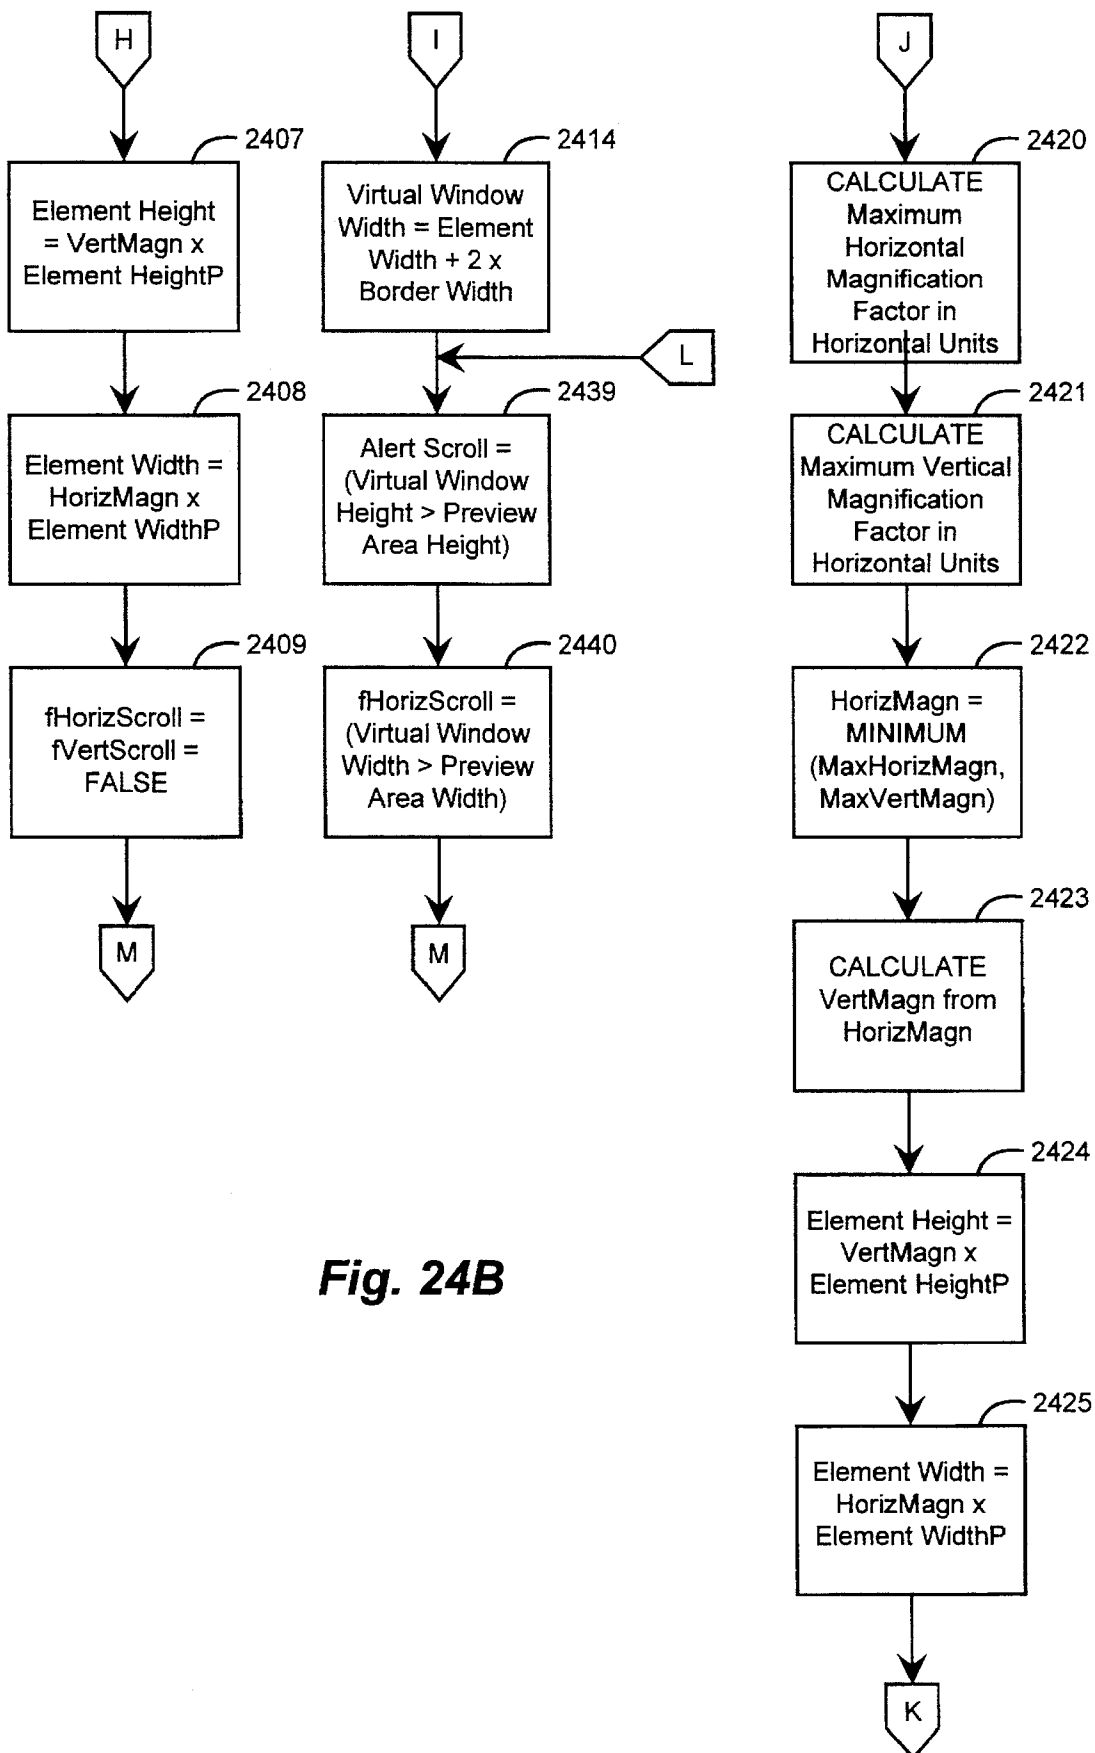 H
2407
Element Height
= VertMagn x
Element HeightP
2408
Element Width =
HorizMagn x
Element WidthP
2409
fHorizScroll =
fVertScroll =
FALSE
M
I
2414
Virtual Window
Width = Element
Width + 2 x
Border Width
L
2439
Alert Scroll =
(Virtual Window
Height > Preview
Area Height)
2440
fHorizScroll =
(Virtual Window
Width > Preview
Area Width)
M
J
2420
CALCULATE
Maximum
Horizontal
Magnification
Factor in
Horizontal Units
2421
CALCULATE
Maximum Vertical
Magnification
Factor in
Horizontal Units
2422
HorizMagn =
MINIMUM
(MaxHorizMagn,
MaxVertMagn)
2423
CALCULATE
VertMagn from
HorizMagn
2424
Element Height =
VertMagn x
Element HeightP
2425
Element Width =
HorizMagn x
Element WidthP
K
Fig. 24B